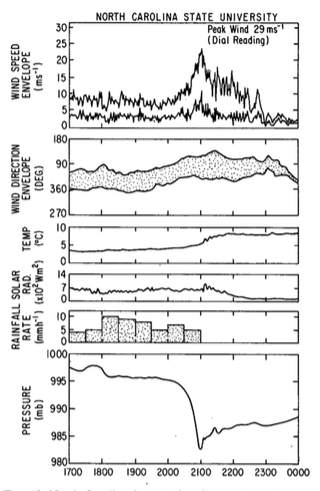 NORTH CAROLINA STATE UNIVERSITY
Peak Wind 29 ms⁻¹
(Dial Reading)
WIND SPEED
ENVELOPE
(ms⁻¹)
30
25
20
15
10
5
0
WIND DIRECTION
ENVELOPE
(DEG.)
180
90
360
270
TEMP
(°C)
10
5
0
SOLAR
RAD.
(x10²Wm²)
14
7
0
RAINFALL
RATE
(mmh⁻¹)
10
5
0
PRESSURE
(mb)
1000
995
990
985
980
1700 1800 1900 2000 2100 2200 2300 0000